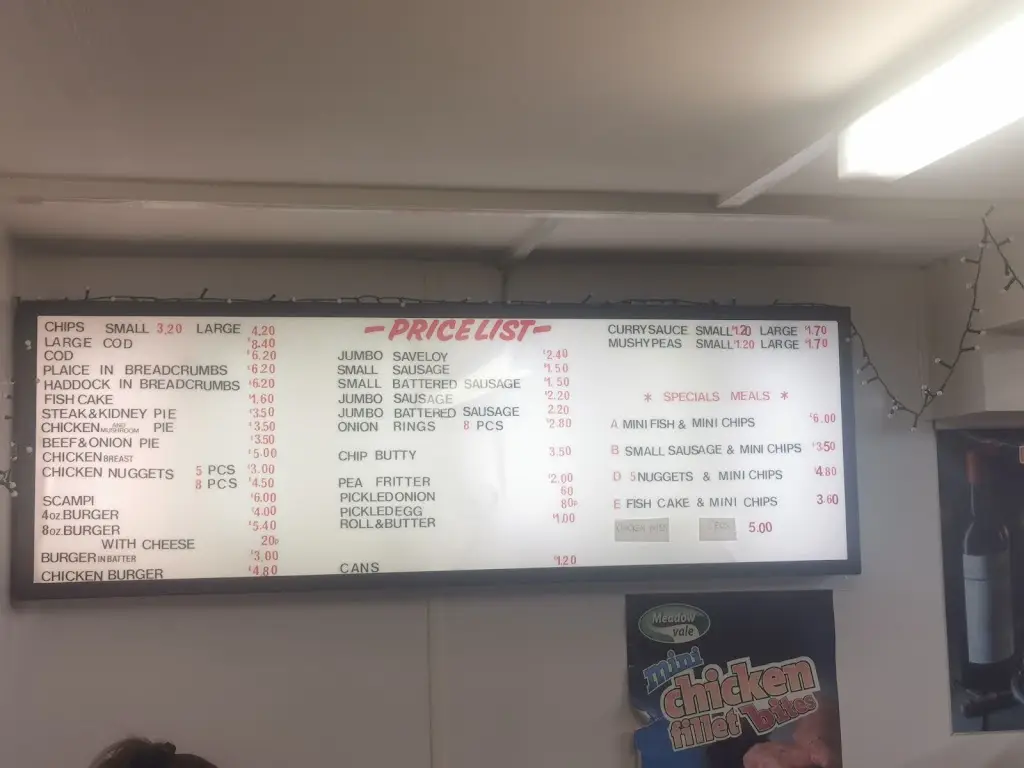 CHIPS SMALL 3.20 LARGE 4.20
LARGE COD £8.40
COD £6.20
PLAICE IN BREADCRUMBS £6.20
HADDOCK IN BREADCRUMBS £6.20
FISH CAKE £1.60
STEAK & KIDNEY PIE £3.50
CHICKEN AND MUSHROOM PIE £3.50
BEEF & ONION PIE £3.50
CHICKEN BREAST £5.00
CHICKEN NUGGETS 5 PCS £3.00
8 PCS £4.50
SCAMPI £6.00
4oz BURGER £4.00
8oz BURGER £5.40
WITH CHEESE 20p
BURGER IN BATTER £3.00
CHICKEN BURGER £4.80
- PRICE LIST -
JUMBO SAVELOY £2.40
SMALL SAUSAGE £1.50
SMALL BATTERED SAUSAGE £1.50
JUMBO SAUSAGE £2.20
JUMBO BATTERED SAUSAGE 2.20
ONION RINGS 8 PCS £2.80
CHIP BUTTY 3.50
PEA FRITTER £2.00
PICKLED ONION 60
PICKLED EGG 80p
ROLL & BUTTER £1.00
CANS £1.20
CURRY SAUCE SMALL £1.20 LARGE £1.70
MUSHY PEAS SMALL £1.20 LARGE £1.70
* SPECIALS MEALS *
A MINI FISH & MINI CHIPS £6.00
B SMALL SAUSAGE & MINI CHIPS £3.50
D 5 NUGGETS & MINI CHIPS £4.80
E FISH CAKE & MINI CHIPS 3.60
5.00
Meadow vale
mini
chicken
fillet bites